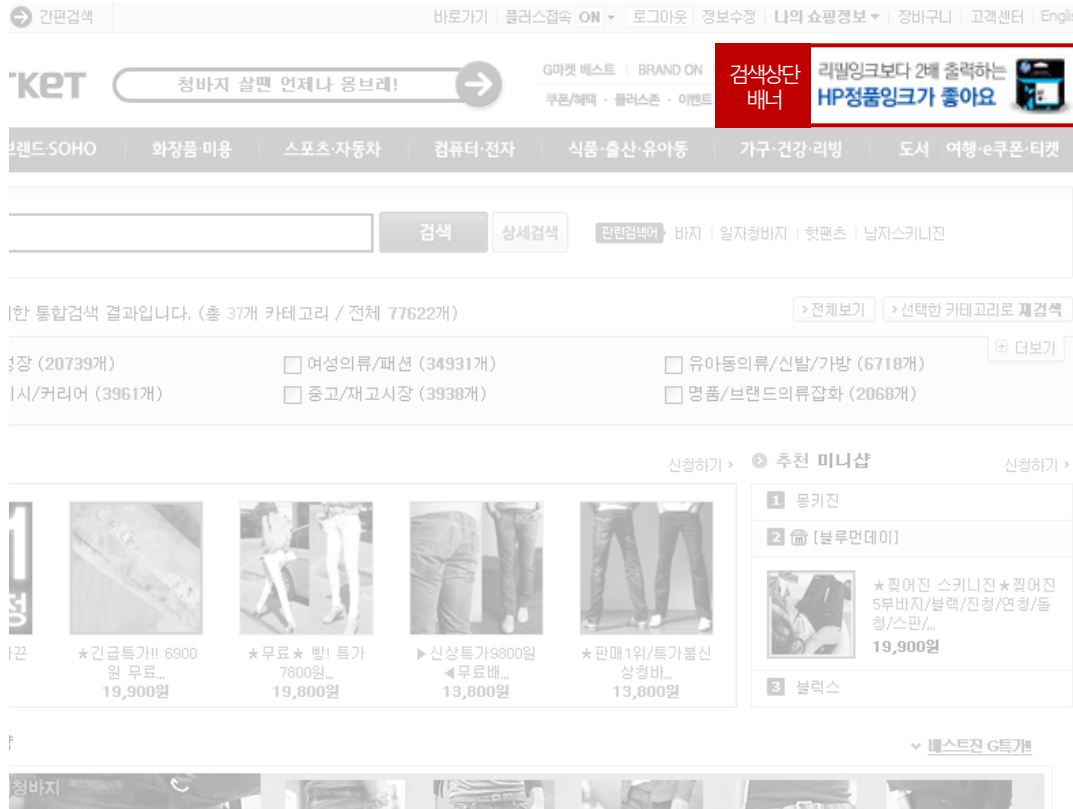 간편검색
바로가기 플러스접속 ON 로그아웃 정보수정 나의 쇼핑정보 장바구니 고객센터 Englis
ʼKET
청바지 살땐 언제나 옹브래!
G마켓 베스트 BRAND ON
쿠폰/혜택 · 플러스존 · 이벤트
검색상단
배너
리필잉크보다 2배 출력하는
HP정품잉크가 좋아요
브랜드·SOHO 화장품·미용 스포츠·자동차 컴퓨터·전자 식품·출산·유아동 가구·건강·리빙 도서 여행·e쿠폰·티켓
검색 상세검색 관련검색어 바지 일자청바지 핫팬츠 남자스키니진
한 통합검색 결과입니다. (총 37개 카테고리 / 전체 77622개)
전체보기 선택한 카테고리로 재검색
더보기
장 (20739개) 여성의류/패션 (34931개) 유아동의류/신발/가방 (6718개)
시/커리어 (3961개) 중고/재고시장 (3938개) 명품/브랜드의류잡화 (2068개)
신청하기 추천 미니샵 신청하기
1 몽키진
2 [블루먼데이]
★찢어진 스키니진★찢어진
5부바지/블랙/진청/연청/돌
청/스판/...
19,900원
3 블럭스
정
바끈
★긴급특가!! 6900
원 무료...
19,900원
★무료★ 빵! 특가
7800원...
19,800원
▶신상특가9800원
◀무료배...
13,800원
★판매1위/특가봄신
상청바...
13,800원
베스트진 G특가!!
청바지